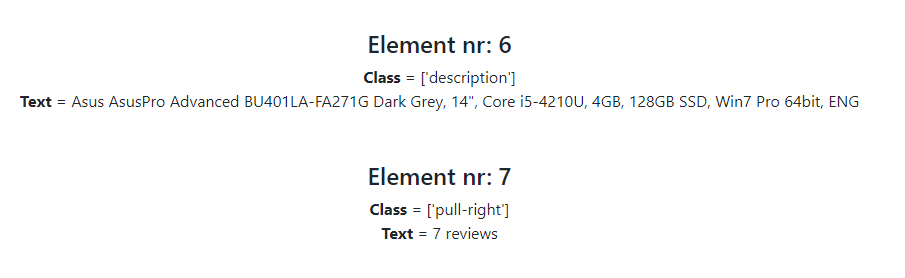 Element nr: 6
Class = ['description']
Text = Asus AsusPro Advanced BU401LA-FA271G Dark Grey, 14", Core i5-4210U, 4GB, 128GB SSD, Win7 Pro 64bit, ENG
Element nr: 7
Class = ['pull-right']
Text = 7 reviews